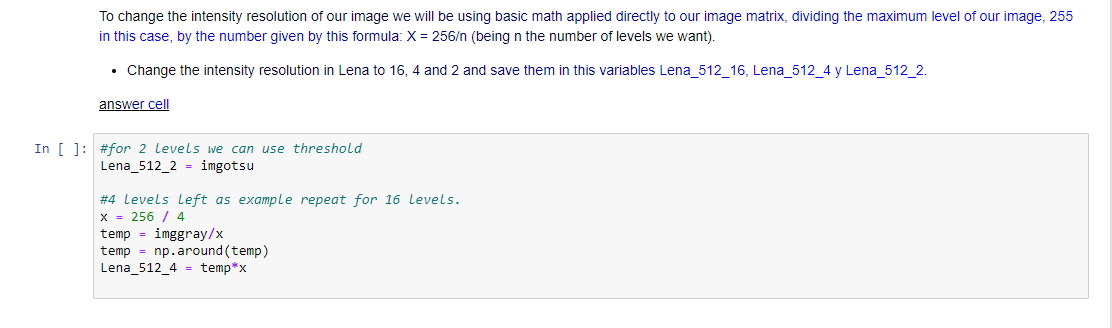 To change the intensity resolution of our image we will be using basic math applied directly to our image matrix, dividing the maximum level of our image, 255
in this case, by the number given by this formula: X = 256/n (being n the number of levels we want).
• Change the intensity resolution in Lena to 16, 4 and 2 and save them in this variables Lena_512_16, Lena_512_4 y Lena_512_2.
answer cell
In [ ]: #for 2 levels we can use threshold
Lena_512_2 = imgotsu
#4 levels left as example repeat for 16 levels.
x = 256 / 4
temp = imggray/x
temp = np.around(temp)
Lena_512_4 = temp*x